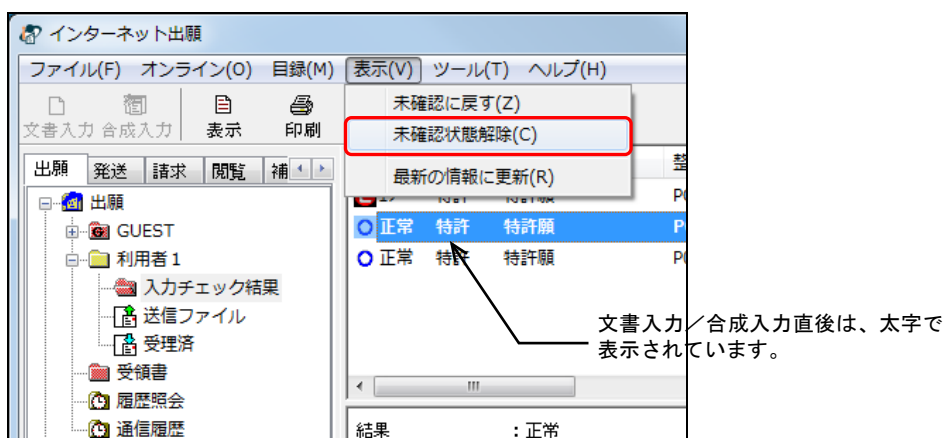 インターネット出願
ファイル(F) オンライン(O) 目録(M) 表示(V) ツール(T) ヘルプ(H)
文書入力 合成入力 表示 印刷
未確認に戻す(Z)
未確認状態解除(C)
最新の情報に更新(R)
出願 発送 請求 閲覧 補
出願
GUEST
利用者1
入力チェック結果
送信ファイル
受理済
受領書
履歴照会
通信履歴
正常 特許 特許願
正常 特許 特許願
文書入力/合成入力直後は、太字で
表示されています。
結果 :正常